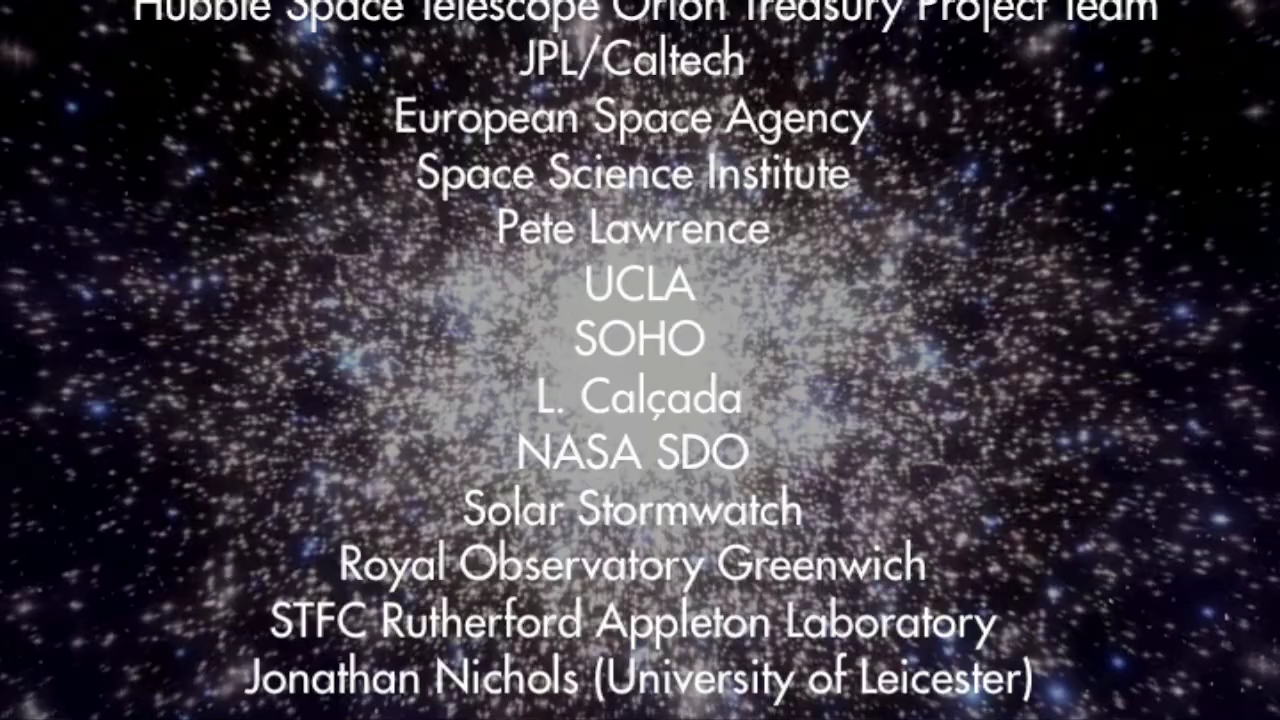 Hubble Space Telescope Orion Treasury Project Team
JPL/Caltech
European Space Agency
Space Science Institute
Pete Lawrence
UCLA
SOHO
L. Calçada
NASA SDO
Solar Stormwatch
Royal Observatory Greenwich
STFC Rutherford Appleton Laboratory
Jonathan Nichols (University of Leicester)